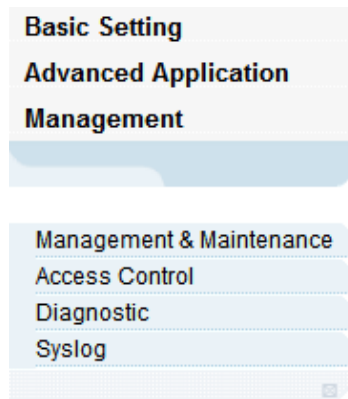 Basic Setting
Advanced Application
Management
Management & Maintenance
Access Control
Diagnostic
Syslog